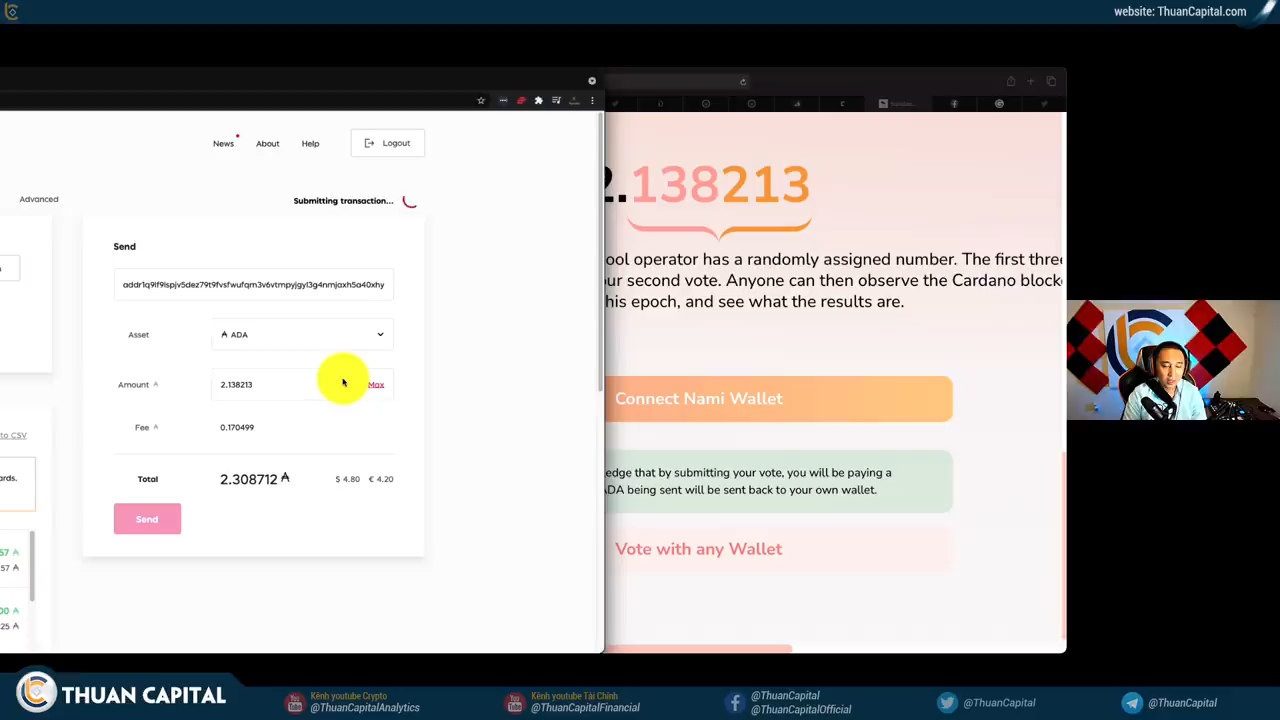 website: ThuanCapital.com
News
About
Help
Logout
Advanced
Submitting transaction...
Send
addr1q9lf9lspjv5dez79t9fvsfwufqm3v6vtmpyjgyl3g4nmjaxh5a40xhy
Asset
ADA
Amount
2.138213
Max
Fee
0.170499
Total
2.308712
$ 4.80
€ 4.20
Send
to CSV
ards.
57
57
00
25
2.138213
ool operator has a randomly assigned number. The first three
ur second vote. Anyone can then observe the Cardano block
his epoch, and see what the results are.
Connect Nami Wallet
edge that by submitting your vote, you will be paying a
ADA being sent will be sent back to your own wallet.
Vote with any Wallet
THUAN CAPITAL
Kênh youtube Crypto
@ThuanCapitalAnalytics
Kênh youtube Tài Chính
@ThuanCapitalFinancial
@ThuanCapital
@ThuanCapitalOfficial
@ThuanCapital
@ThuanCapital